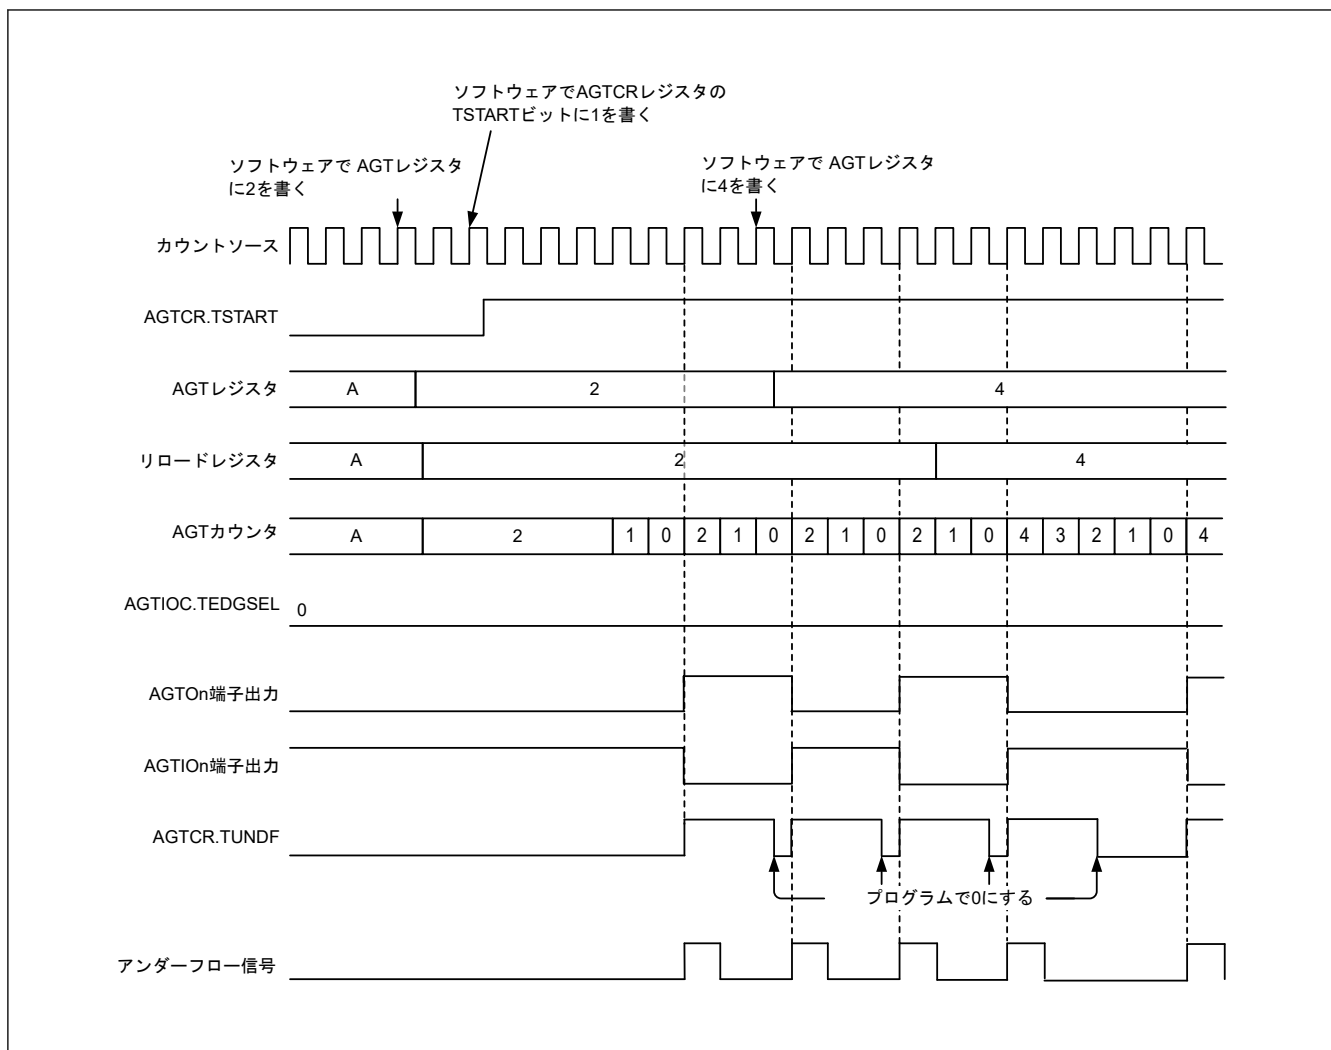 ソフトウェアでAGTCRレジスタの
TSTARTビットに1を書く
ソフトウェアで AGTレジスタ
に2を書く
ソフトウェアで AGTレジスタ
に4を書く
カウントソース
AGTCR.TSTART
AGTレジスタ A 2 4
リロードレジスタ A 2 4
AGTカウンタ A 2 1 0 2 1 0 2 1 0 2 1 0 4 3 2 1 0 4
AGTIOC.TEDGSEL 0
AGTOn端子出力
AGTIOn端子出力
AGTCR.TUNDF
プログラムで0にする
アンダーフロー信号